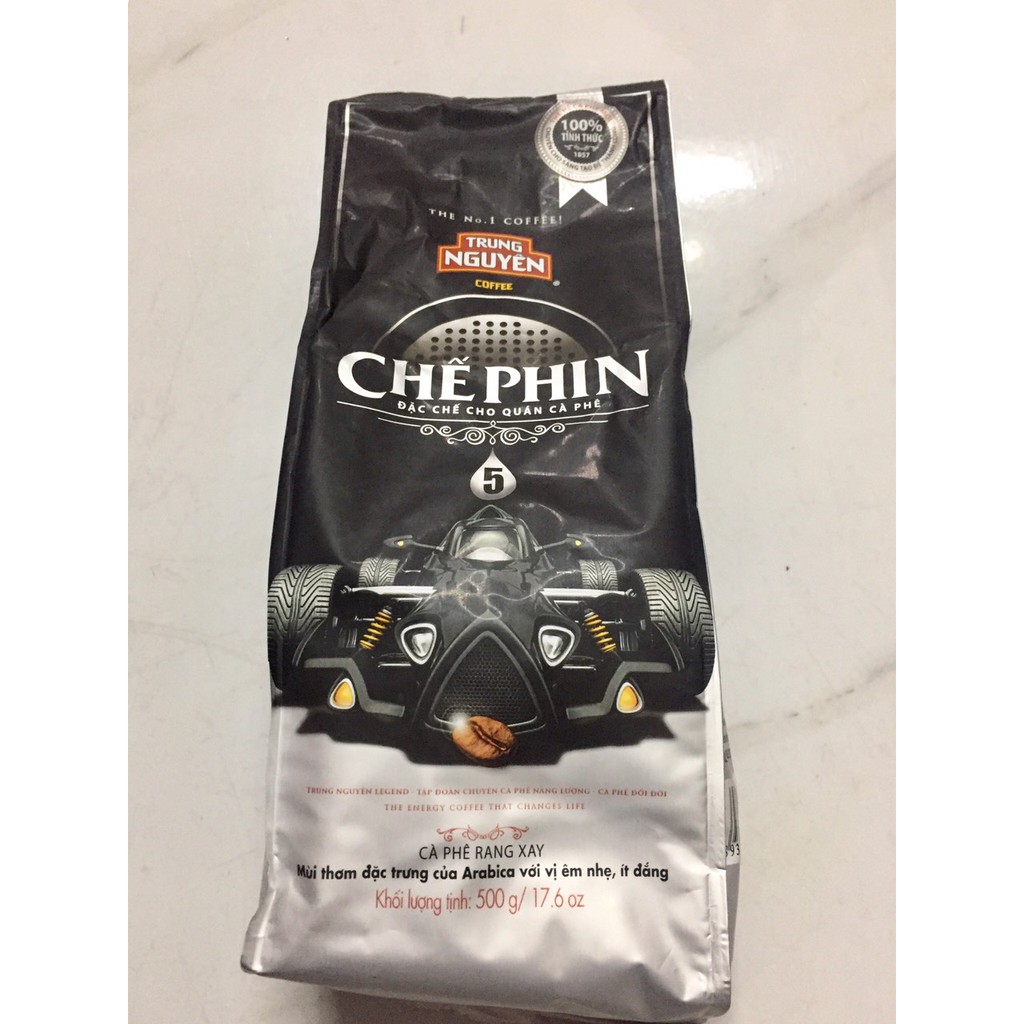 100%
TỈNH THỨC
1857
THE No.1 COFFEE!
TRUNG
NGUYÊN
COFFEE
®
CHẾ PHIN
ĐẶC CHẾ CHO QUÁN CÀ PHÊ
5
TRUNG NGUYÊN LEGEND - TẬP ĐOÀN CHUYÊN CÀ PHÊ NĂNG LƯỢNG - CÀ PHÊ ĐỔI ĐỜI
THE ENERGY COFFEE THAT CHANGES LIFE
CÀ PHÊ RANG XAY
Mùi thơm đặc trưng của Arabica với vị êm nhẹ, ít đắng
Khối lượng tịnh: 500 g/ 17.6 oz
93